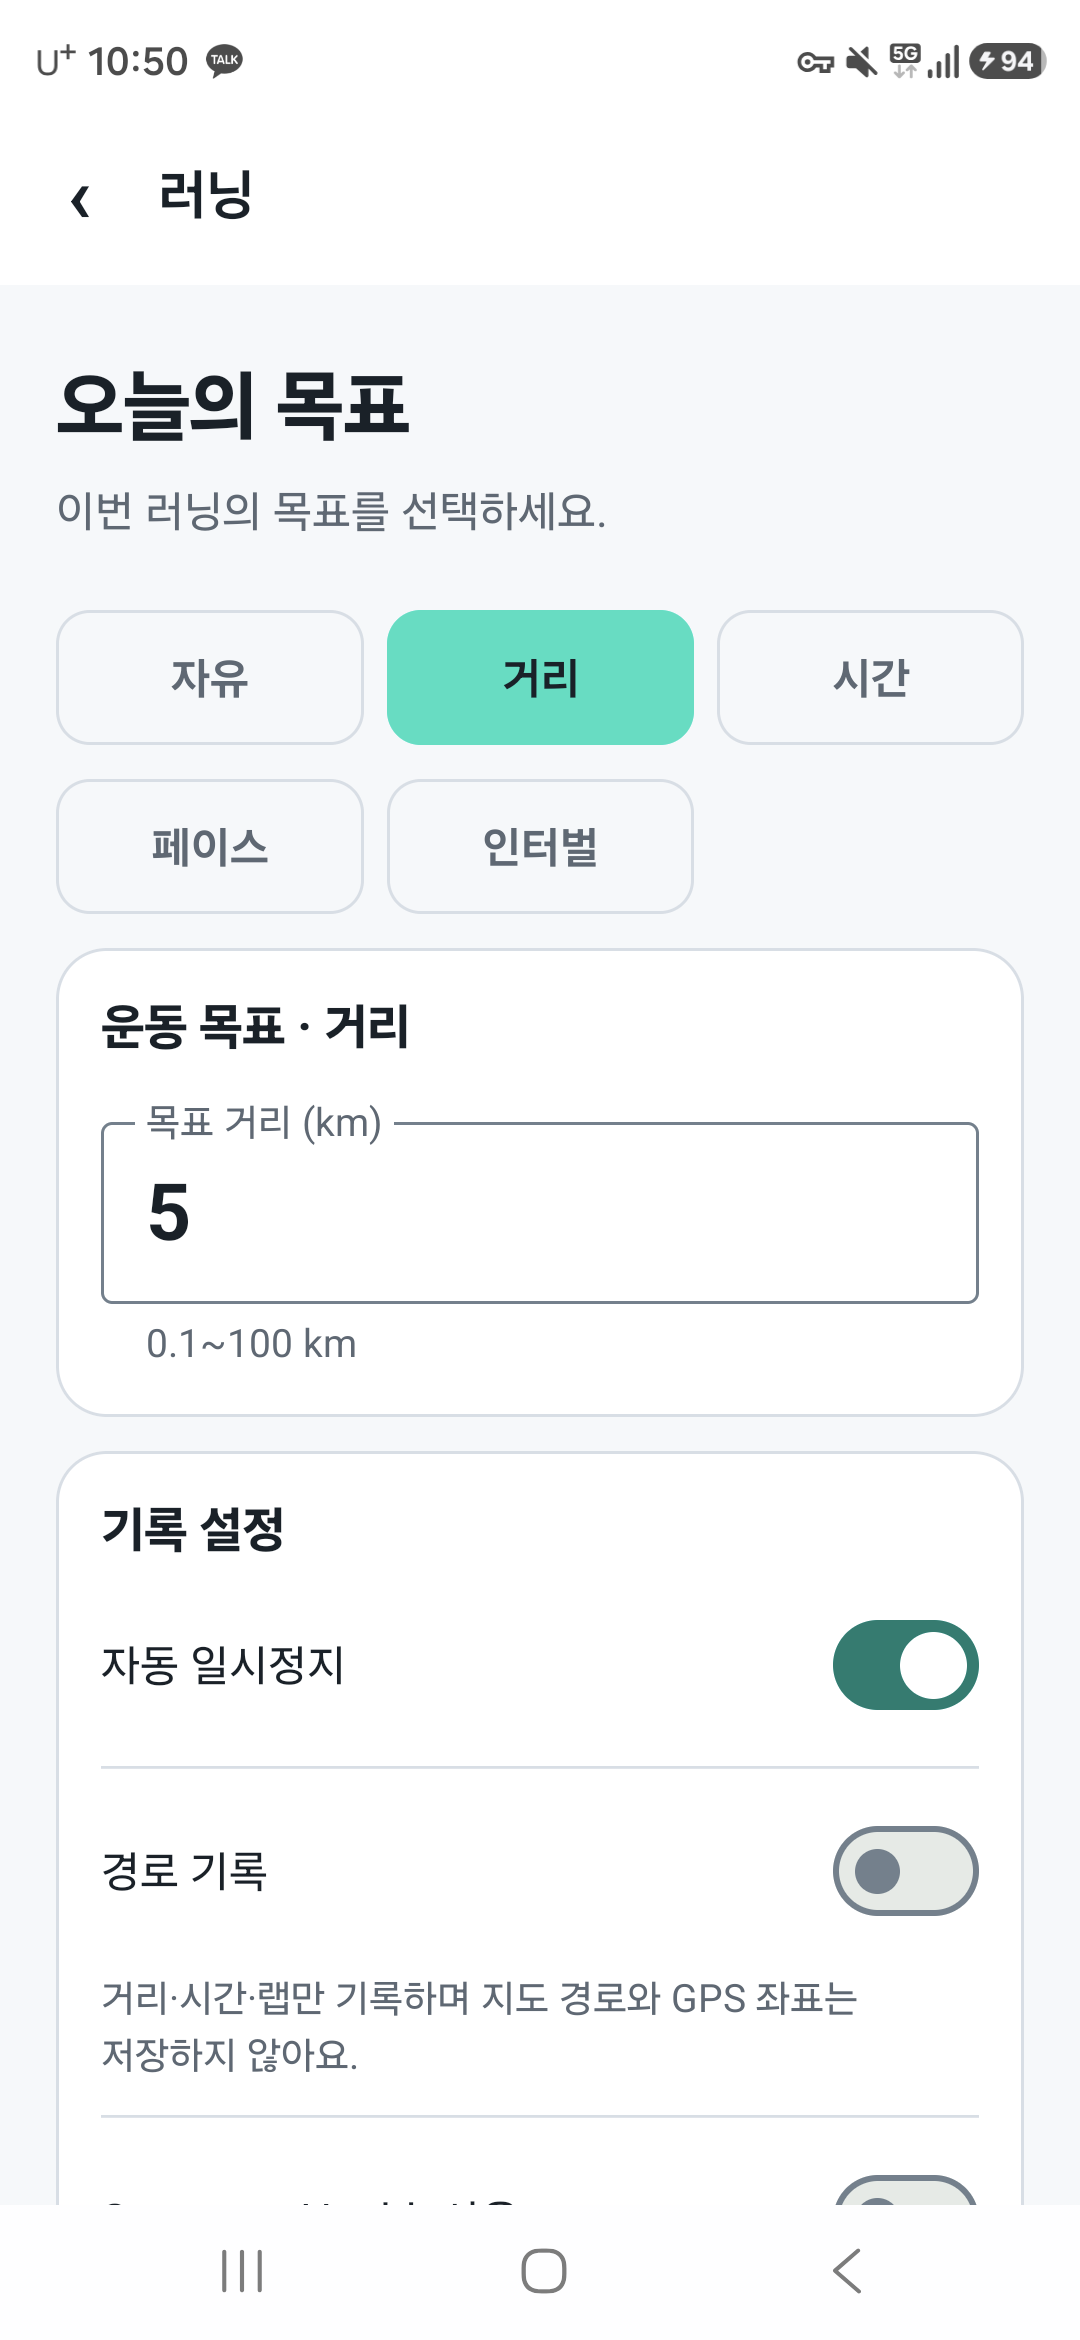 U+ 10:50 TALK 5G 94
러닝
오늘의 목표
이번 러닝의 목표를 선택하세요.
자유 거리 시간
페이스 인터벌
운동 목표 · 거리
목표 거리 (km)
5
0.1~100 km
기록 설정
자동 일시정지
경로 기록
거리·시간·랩만 기록하며 지도 경로와 GPS 좌표는
저장하지 않아요.